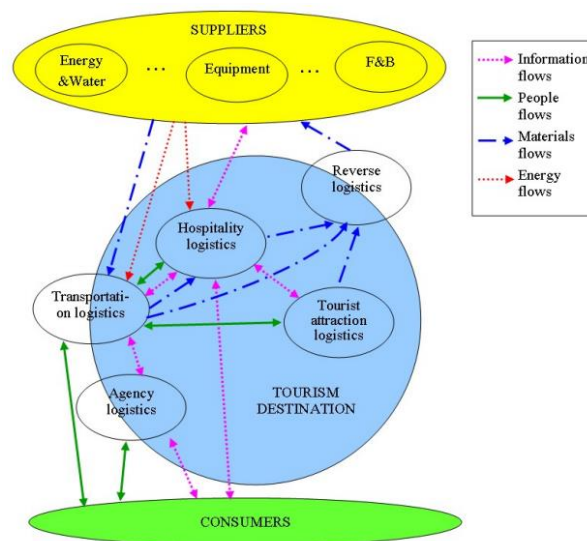 SUPPLIERS
Energy
&Water
...
Equipment
...
F&B
Information
flows
People
flows
Materials
flows
Energy
flows
Reverse
logistics
Hospitality
logistics
Transportati-
on logistics
Tourist
attraction
logistics
Agency
logistics
TOURISM
DESTINATION
CONSUMERS